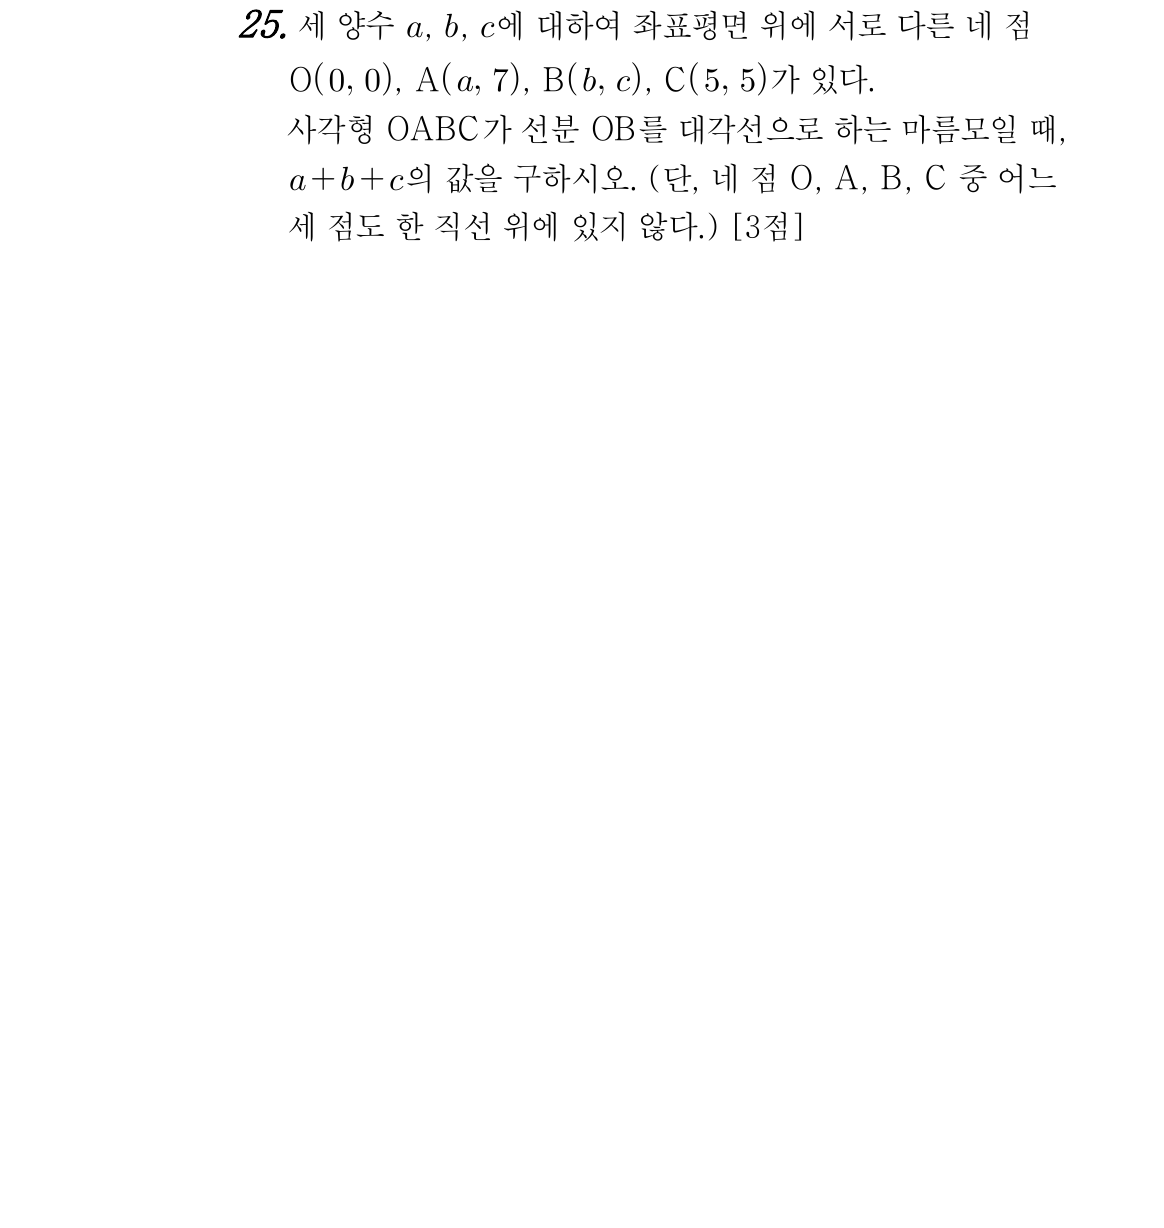 25. 세 양수 a, b, c에 대하여 좌표평면 위에 서로 다른 네 점
O(0, 0), A(a, 7), B(b, c), C(5, 5)가 있다.
사각형 OABC가 선분 OB를 대각선으로 하는 마름모일 때,
a+b+c의 값을 구하시오. (단, 네 점 O, A, B, C 중 어느
세 점도 한 직선 위에 있지 않다.) [3점]